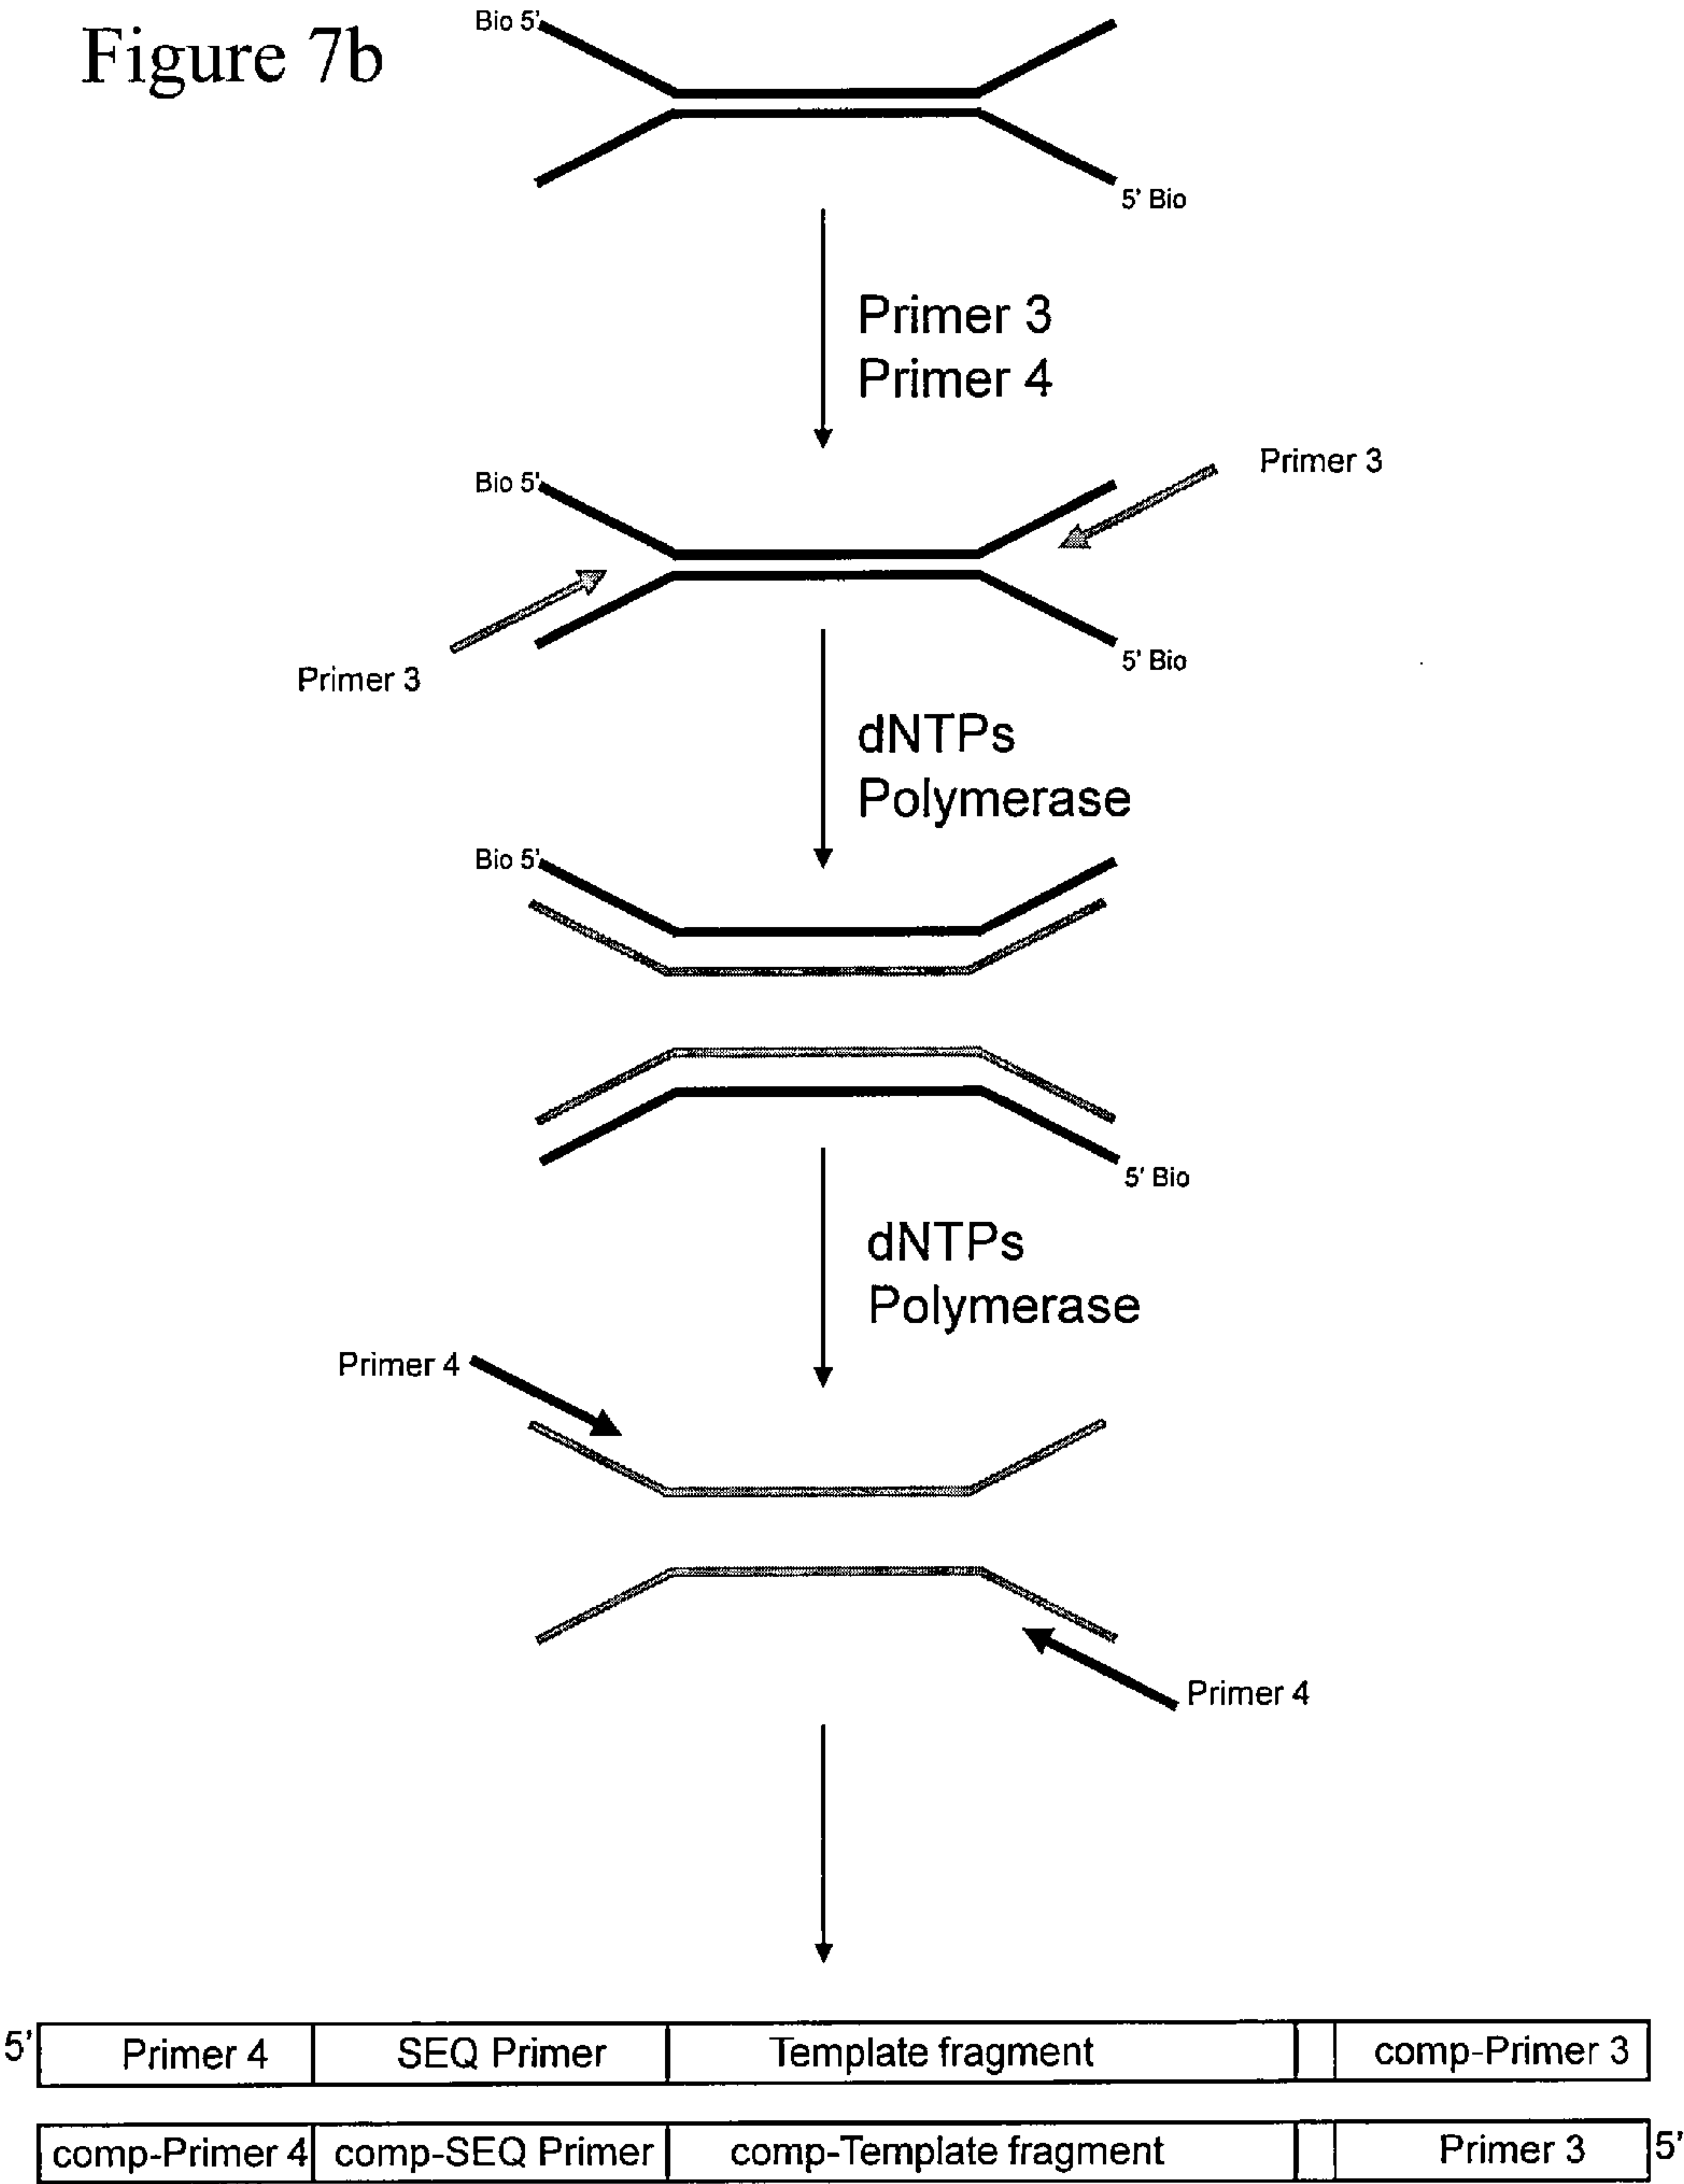 Figure 7b
Bio 5'
5' Bio
Primer 3
Primer 4
Primer 3
Bio 5'
5' Bio
Primer 3
dNTPs
Polymerase
Bio 5'
5' Bio
dNTPs
Polymerase
Primer 4
Primer 4
5' Primer 4 SEQ Primer Template fragment comp-Primer 3
comp-Primer 4 comp-SEQ Primer comp-Template fragment Primer 3 5'